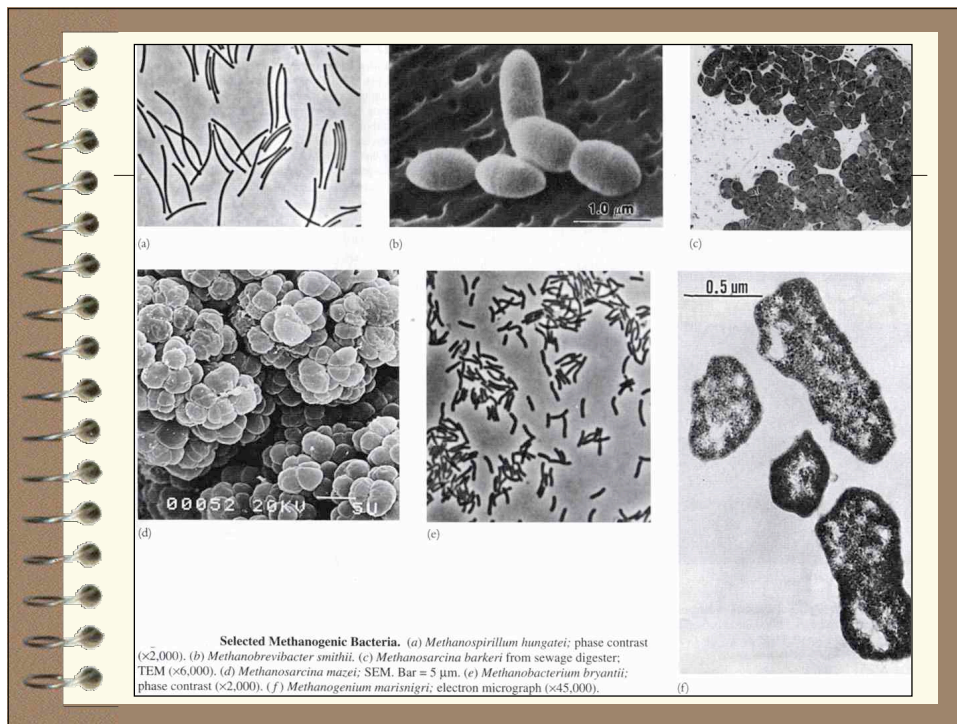 1.0 µm
(a)
(b)
(c)
0.5 µm
00052 20KV 5U
(d)
(e)
Selected Methanogenic Bacteria. (a) Methanospirillum hungatei; phase contrast
(×2,000). (b) Methanobrevibacter smithii. (c) Methanosarcina barkeri from sewage digester;
TEM (×6,000). (d) Methanosarcina mazei; SEM. Bar = 5 µm. (e) Methanobacterium bryantii;
phase contrast (×2,000). (f) Methanogenium marisnigri; electron micrograph (×45,000).
(f)